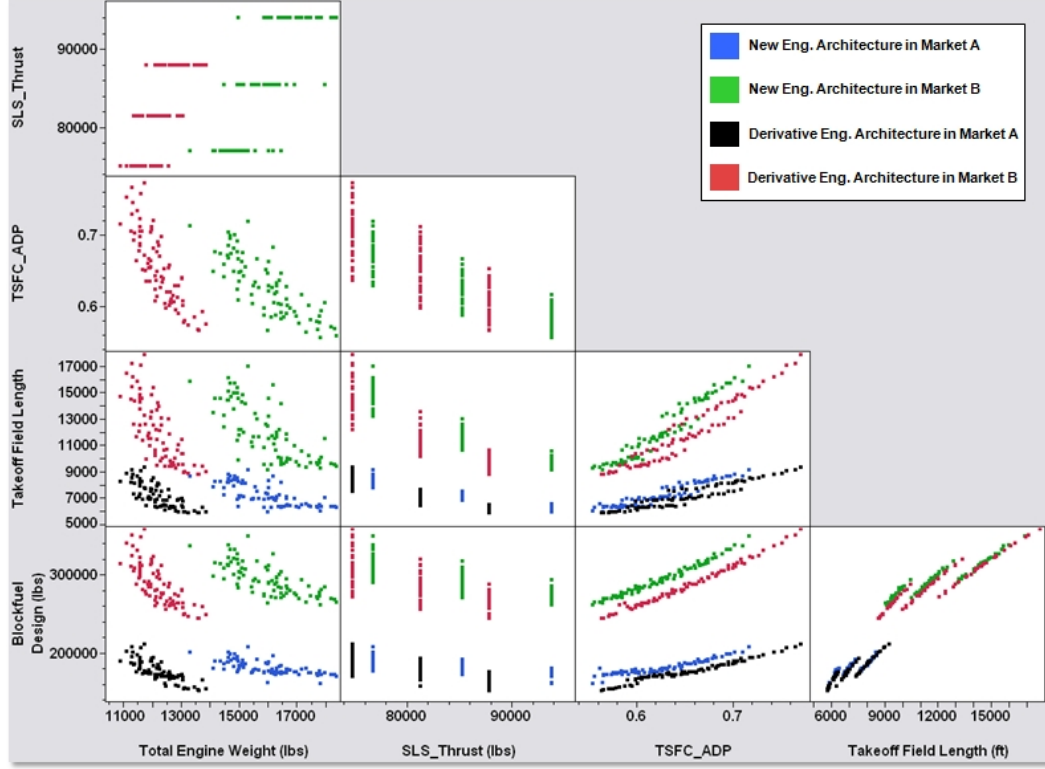 SLS_Thrust
90000
80000
New Eng. Architecture in Market A
New Eng. Architecture in Market B
Derivative Eng. Architecture in Market A
Derivative Eng. Architecture in Market B
TSFC_ADP
0.7
0.6
Takeoff Field Length
17000
15000
13000
11000
9000
7000
5000
Blockfuel
Design (lbs)
300000
200000
11000 13000 15000 17000
80000 90000
0.6 0.7
6000 9000 12000 15000
Total Engine Weight (lbs)
SLS_Thrust (lbs)
TSFC_ADP
Takeoff Field Length (ft)